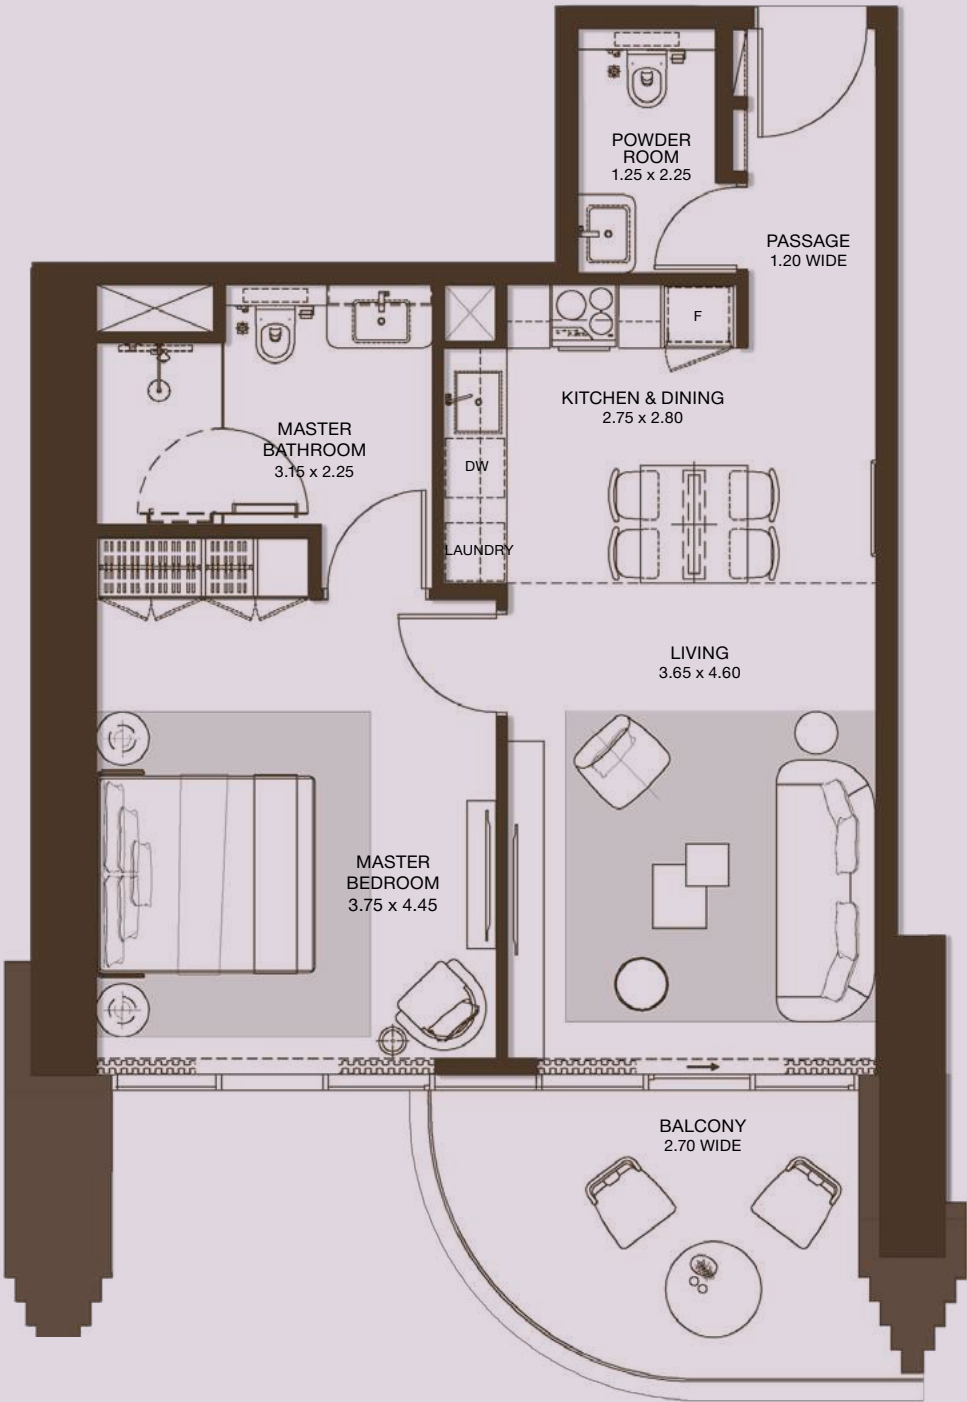 POWDER
ROOM
1.25 x 2.25
PASSAGE
1.20 WIDE
F
KITCHEN & DINING
2.75 x 2.80
MASTER
BATHROOM
3.15 x 2.25
DW
LAUNDRY
LIVING
3.65 x 4.60
MASTER
BEDROOM
3.75 x 4.45
BALCONY
2.70 WIDE